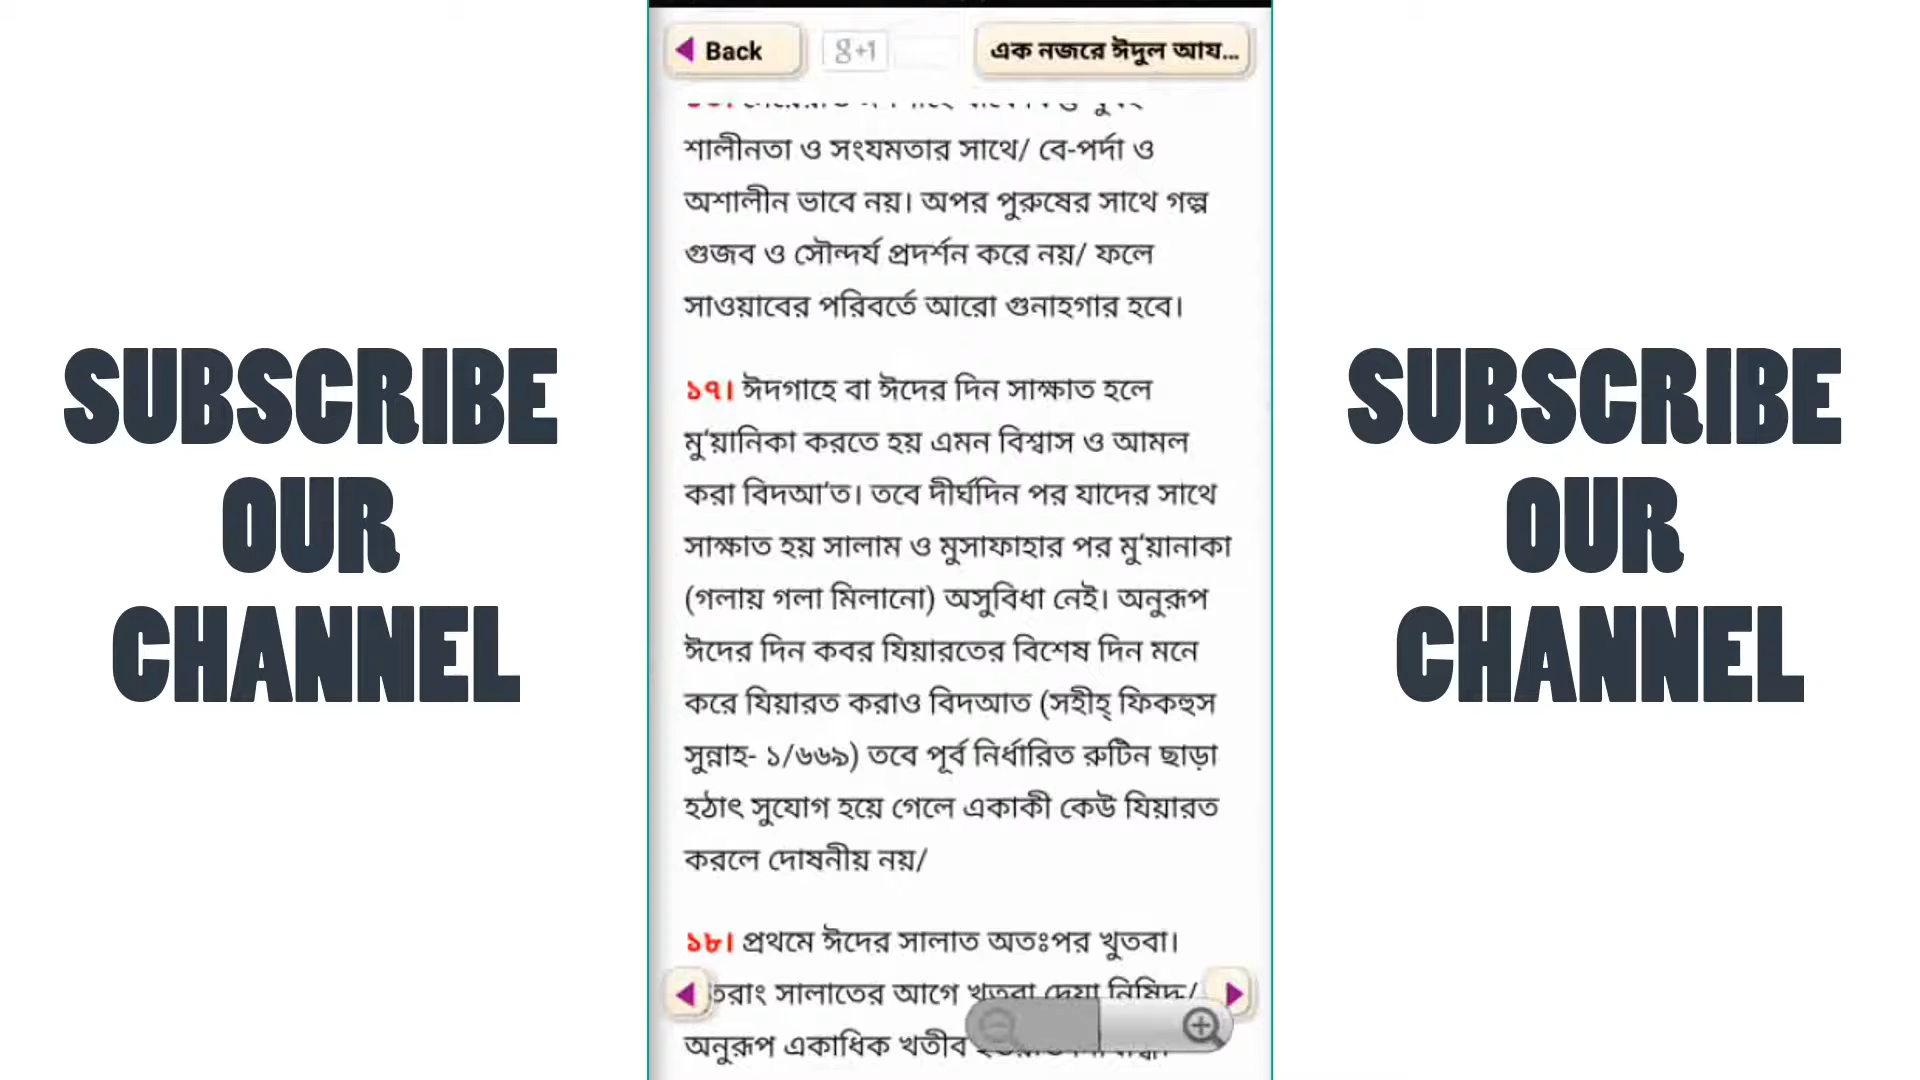 Back
g+1
এক নজরে ঈদুল আয...
শালীনতা ও সংযমতার সাথে/ বে-পর্দা ও
অশালীন ভাবে নয়। অপর পুরুষের সাথে গল্প
গুজব ও সৌন্দর্য প্রদর্শন করে নয়/ ফলে
সাওয়াবের পরিবর্তে আরো গুনাহগার হবে।
১৭। ঈদগাহে বা ঈদের দিন সাক্ষাত হলে
মু‘য়ানিকা করতে হয় এমন বিশ্বাস ও আমল
করা বিদআ‘ত। তবে দীর্ঘদিন পর যাদের সাথে
সাক্ষাত হয় সালাম ও মুসাফাহার পর মু‘য়ানাকা
(গলায় গলা মিলানো) অসুবিধা নেই। অনুরূপ
ঈদের দিন কবর যিয়ারতের বিশেষ দিন মনে
করে যিয়ারত করাও বিদআত (সহীহ্ ফিকহুস
সুন্নাহ- ১/৬৬৯) তবে পূর্ব নির্ধারিত রুটিন ছাড়া
হঠাৎ সুযোগ হয়ে গেলে একাকী কেউ যিয়ারত
করলে দোষনীয় নয়/
১৮। প্রথমে ঈদের সালাত অতঃপর খুতবা।
তরাং সালাতের আগে খুতবা দেয়া নিষিদ্ধ/
অনুরূপ একাধিক খতীব
SUBSCRIBE
OUR
CHANNEL
SUBSCRIBE
OUR
CHANNEL